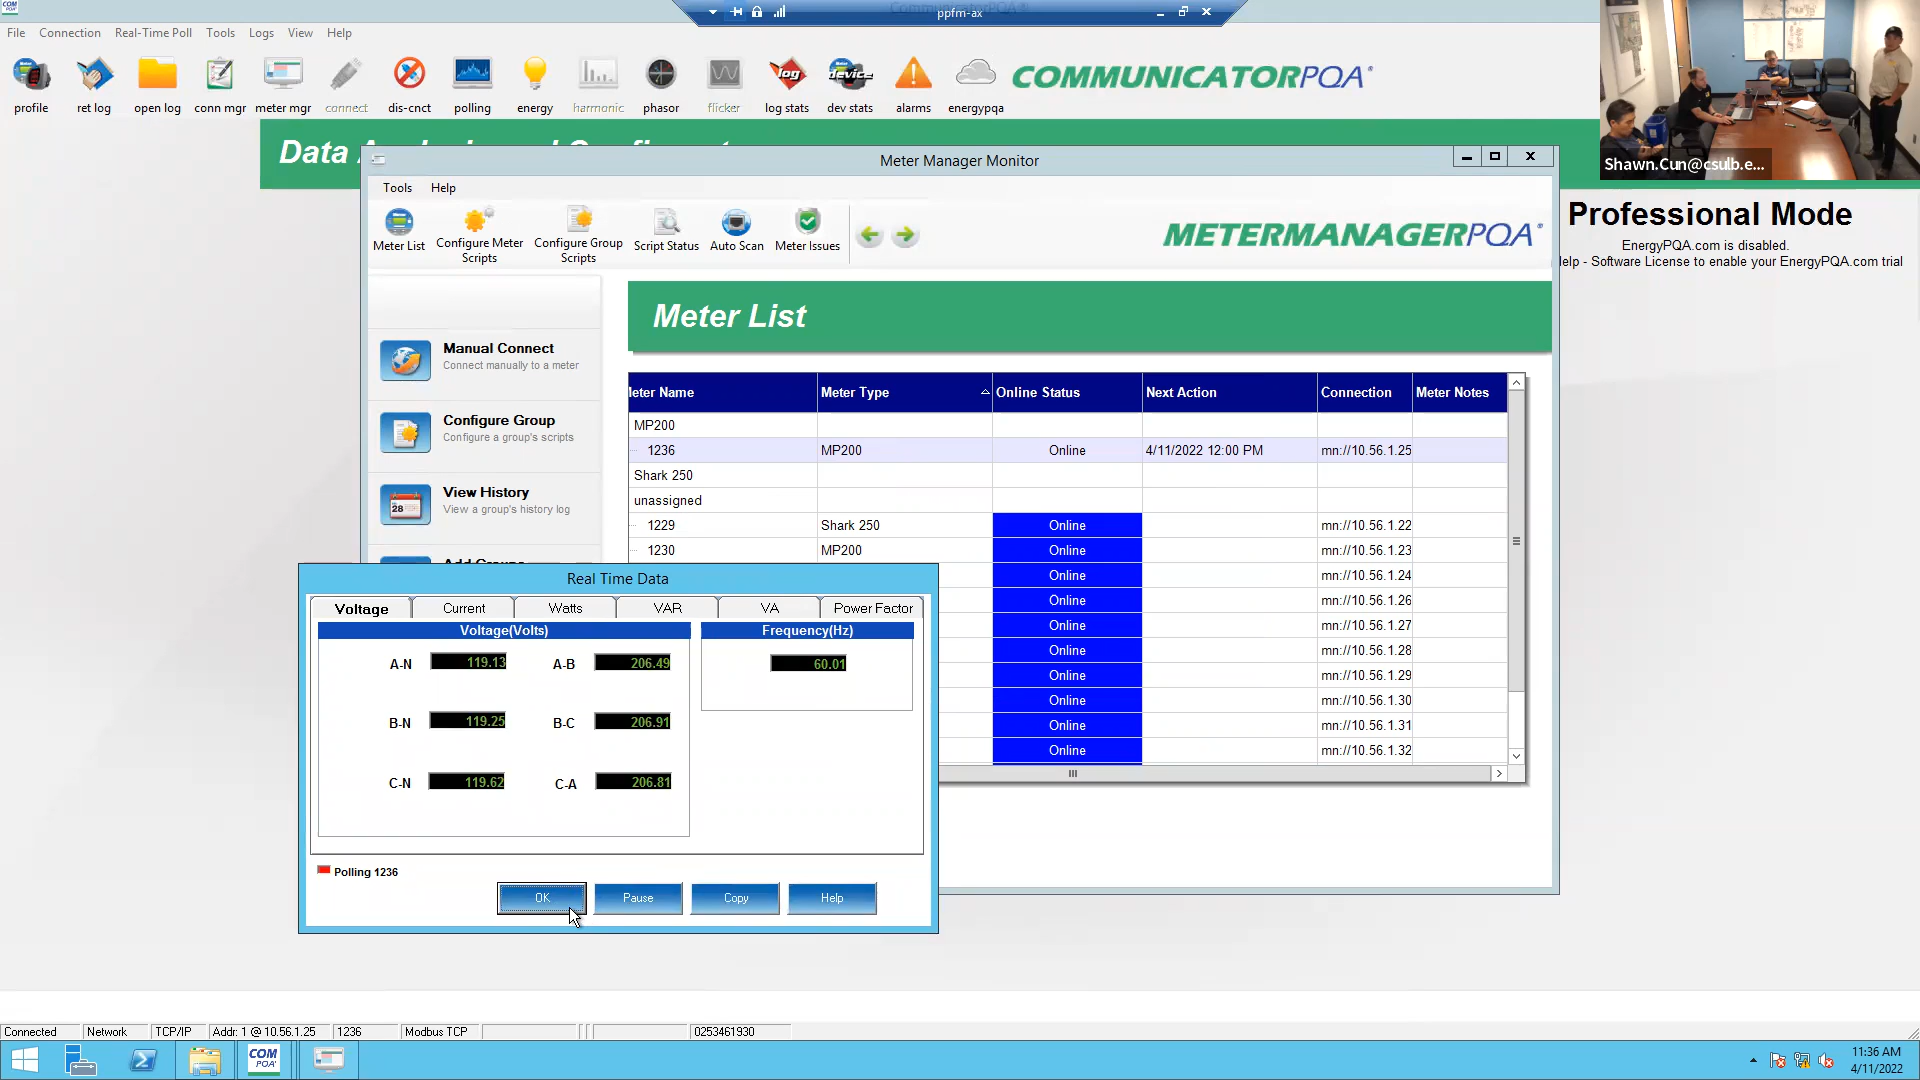 COM
PQA
ppfm-ax
File Connection Real-Time Poll Tools Logs View Help
profile ret log open log conn mgr meter mgr connect dis-cnct polling energy harmonic phasor flicker log stats dev stats alarms energypqa
COMMUNICATORPQA®
Shawn.Cun@csulb.e...
Data
Meter Manager Monitor
Tools Help
Meter List Configure Meter Scripts Configure Group Scripts Script Status Auto Scan Meter Issues
METERMANAGERPQA®
Professional Mode
EnergyPQA.com is disabled.
elp - Software License to enable your EnergyPQA.com trial
Manual Connect
Connect manually to a meter
Configure Group
Configure a group's scripts
View History
View a group's history log
Meter List
leter Name Meter Type Online Status Next Action Connection Meter Notes
MP200
1236 MP200 Online 4/11/2022 12:00 PM mn://10.56.1.25
Shark 250
unassigned
1229 Shark 250 Online mn://10.56.1.22
1230 MP200 Online mn://10.56.1.23
Online mn://10.56.1.24
Online mn://10.56.1.26
Online mn://10.56.1.27
Online mn://10.56.1.28
Online mn://10.56.1.29
Online mn://10.56.1.30
Online mn://10.56.1.31
Online mn://10.56.1.32
Real Time Data
Voltage Current Watts VAR VA Power Factor
Voltage(Volts) Frequency(Hz)
A-N 119.13 A-B 206.49 60.01
B-N 119.25 B-C 206.91
C-N 119.62 C-A 206.81
Polling 1236
OK Pause Copy Help
Connected Network TCP/IP Addr: 1 @ 10.56.1.25 1236 Modbus TCP 0253461930
COM
PQA
11:36 AM
4/11/2022